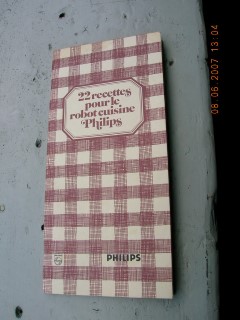 22 recettes
pour le
robot cuisine
Philips
PHILIPS
08·06·2007 13:04